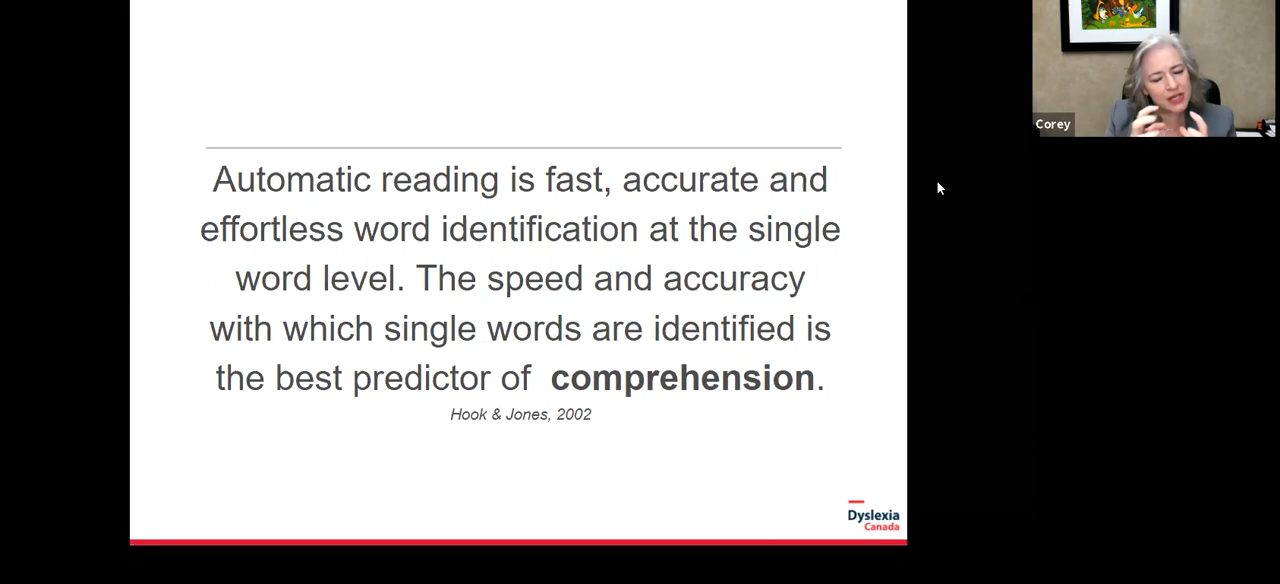 Corey
Automatic reading is fast, accurate and
effortless word identification at the single
word level. The speed and accuracy
with which single words are identified is
the best predictor of comprehension.
Hook & Jones, 2002
Dyslexia
Canada